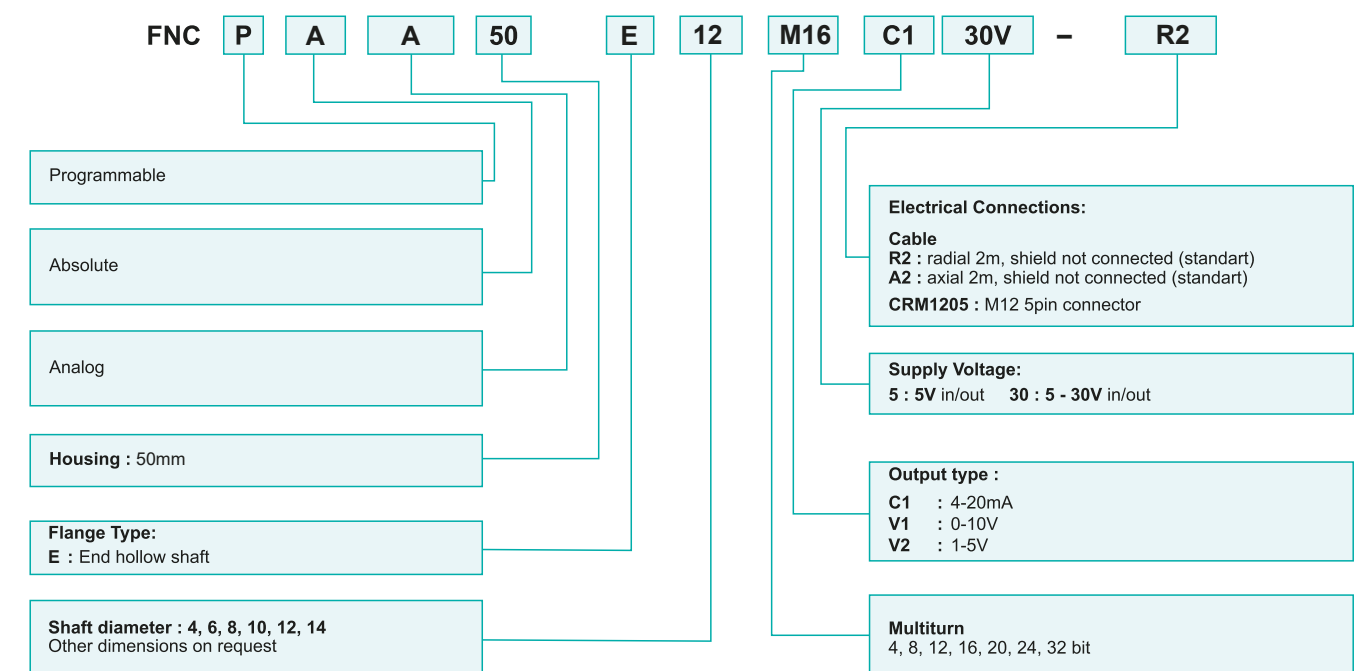 FNC P A A 50 E 12 M16 C1 30V – R2
Programmable
Absolute
Analog
Housing : 50mm
Flange Type:
E : End hollow shaft
Shaft diameter : 4, 6, 8, 10, 12, 14
Other dimensions on request
Electrical Connections:
Cable
R2 : radial 2m, shield not connected (standart)
A2 : axial 2m, shield not connected (standart)
CRM1205 : M12 5pin connector
Supply Voltage:
5 : 5V in/out 30 : 5 - 30V in/out
Output type :
C1 : 4-20mA
V1 : 0-10V
V2 : 1-5V
Multiturn
4, 8, 12, 16, 20, 24, 32 bit